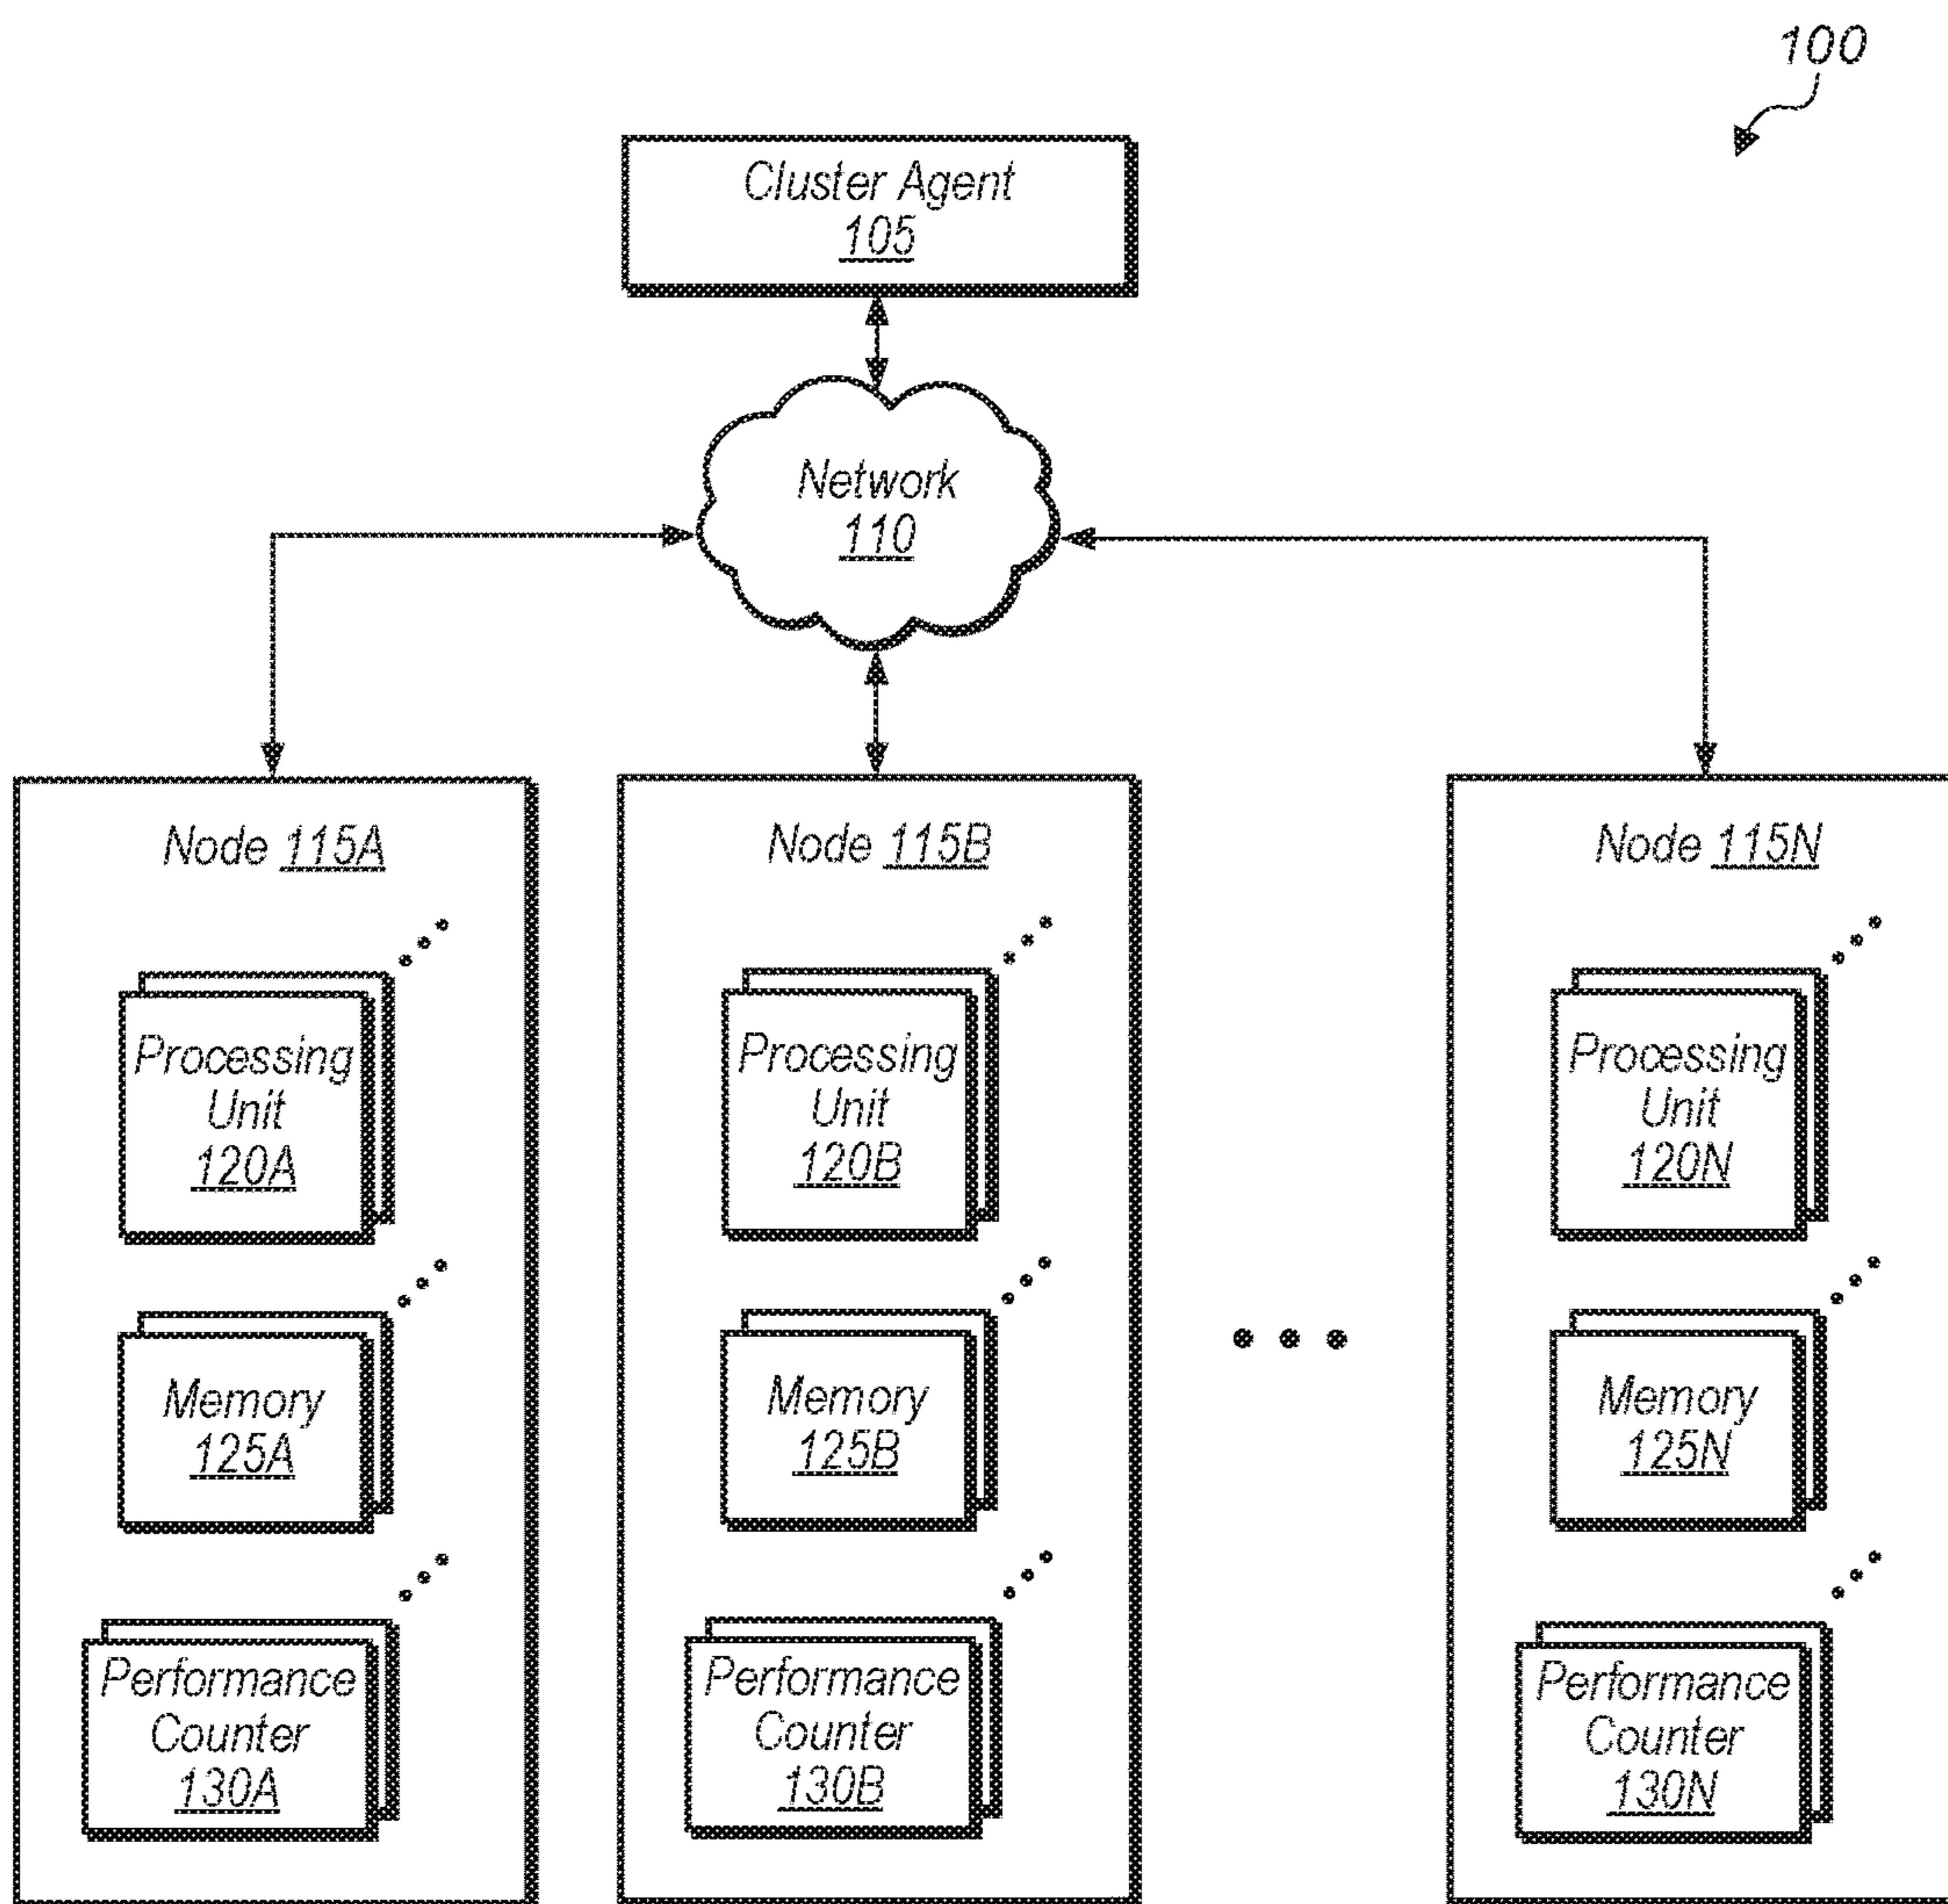 100
Cluster Agent
105
Network
110
Node 115A
Processing
Unit
120A
Memory
125A
Performance
Counter
130A
Node 115B
Processing
Unit
120B
Memory
125B
Performance
Counter
130B
Node 115N
Processing
Unit
120N
Memory
125N
Performance
Counter
130N